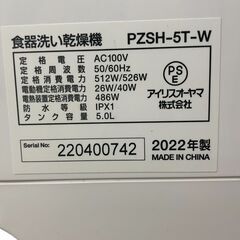 食器洗い乾燥機 PZSH-5T-W
定格電圧 AC100V
定格周波数 50/60Hz
定格消費電力 512W/526W
電動機定格消費電力 26W/40W
電熱装置定格消費電力 486W
防水等級 IPX1
タンク容量 5.0L
PSE
アイリスオーヤマ
株式会社
Serial No: 220400742
2022年製
MADE IN CHINA